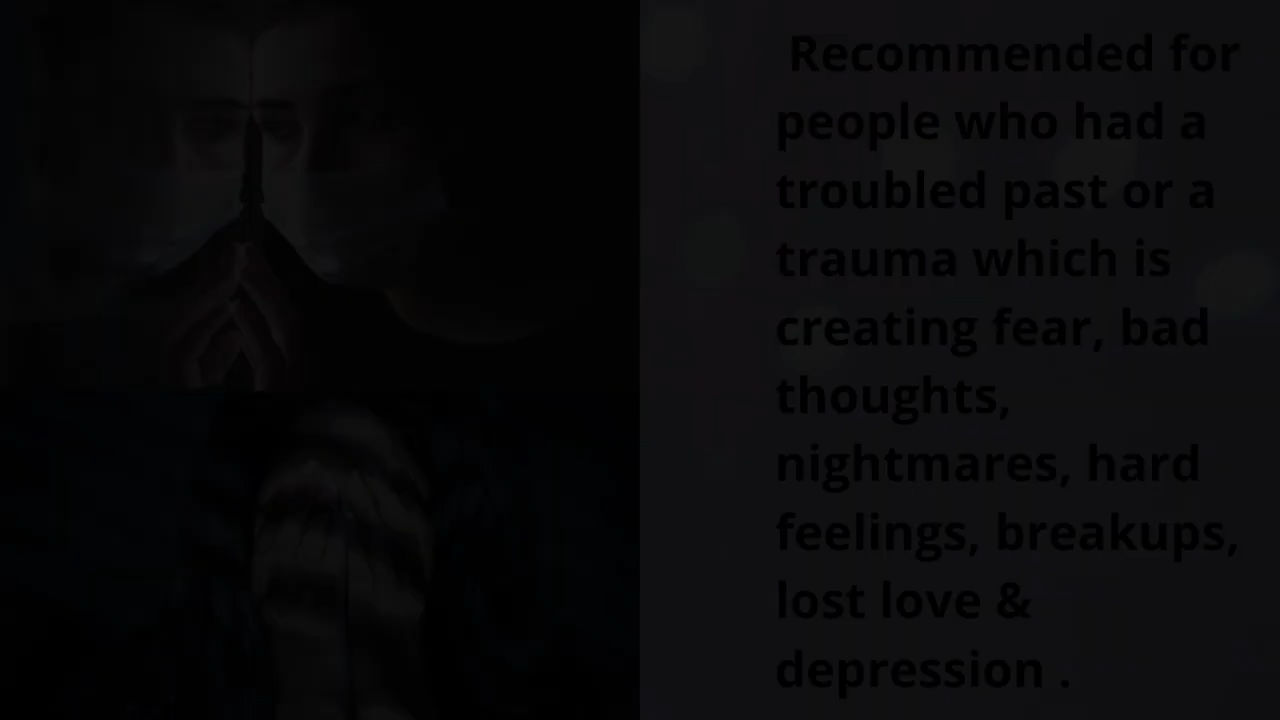 Recommended for
people who had a
troubled past or a
trauma which is
creating fear, bad
thoughts,
nightmares, hard
feelings, breakups,
lost love &
depression .